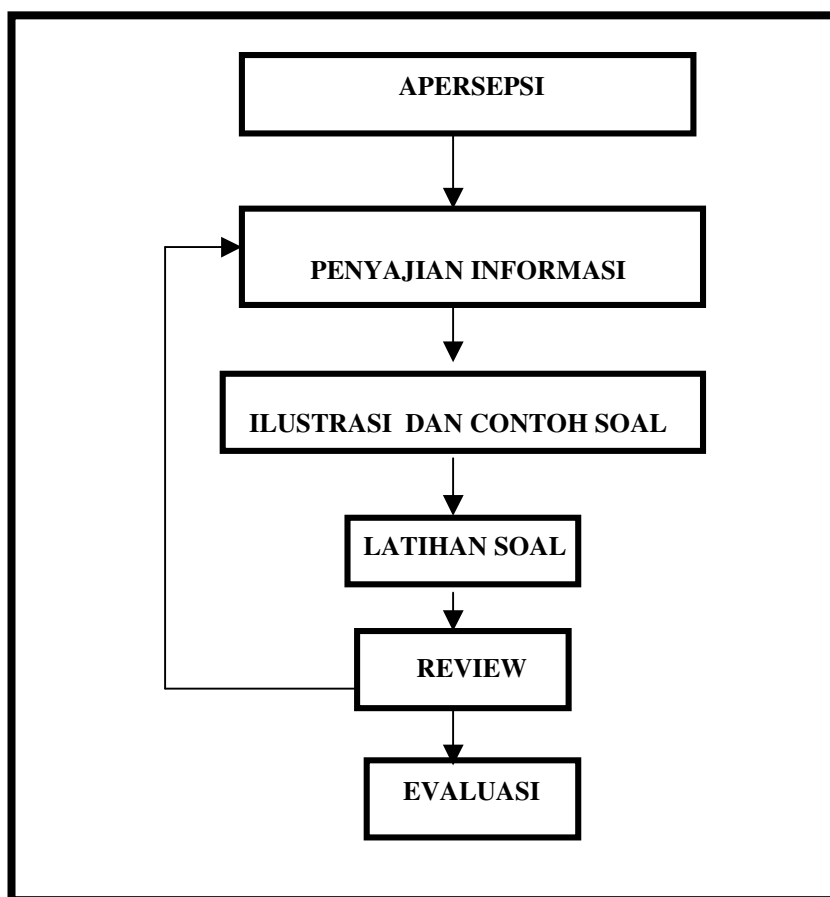 APERSEPSI
PENYAJIAN INFORMASI
ILUSTRASI DAN CONTOH SOAL
LATIHAN SOAL
REVIEW
EVALUASI